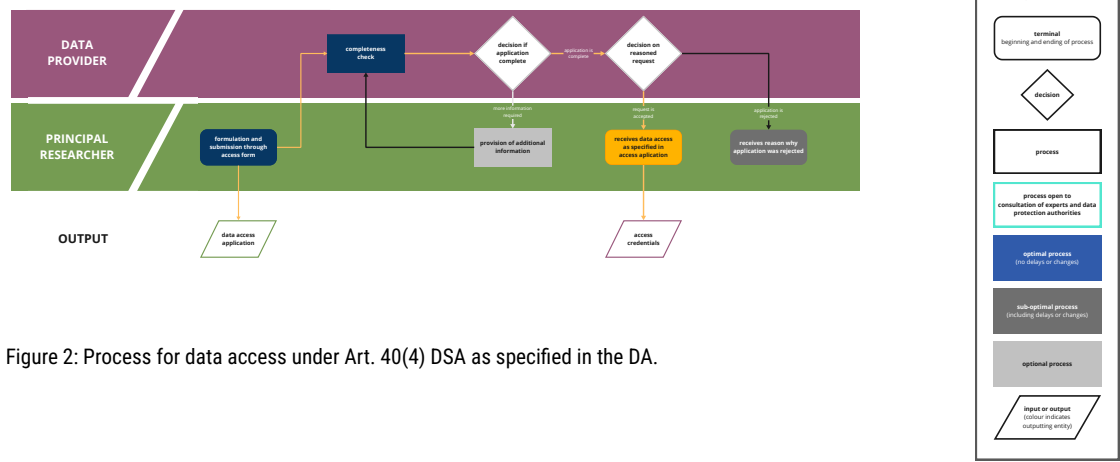 DATA
PROVIDER
completeness
check
decision if
application
complete
application is
complete
decision on
reasoned
request
more information
required
request is
accepted
application is
rejected
PRINCIPAL
RESEARCHER
formulation and
submission through
access form
provision of additional
information
receives data access
as specified in
access aplication
receives reason why
application was rejected
OUTPUT
data access
application
access
credentials
Figure 2: Process for data access under Art. 40(4) DSA as specified in the DA.
terminal
beginning and ending of process
decision
process
process open to
consultation of experts and data
protection authorities
optimal process
(no delays or changes)
sub-optimal process
(including delays or changes)
optional process
input or output
(colour indicates
outputting entity)